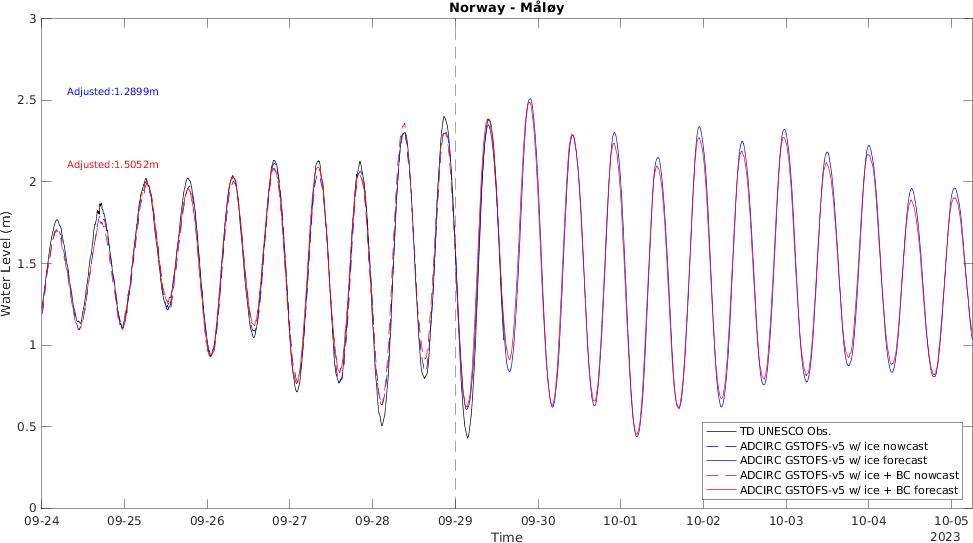 Norway - Måløy
3
2.5
2
1.5
1
0.5
0
Water Level (m)
Adjusted:1.2899m
Adjusted:1.5052m
TD UNESCO Obs.
ADCIRC GSTOFS-v5 w/ ice nowcast
ADCIRC GSTOFS-v5 w/ ice forecast
ADCIRC GSTOFS-v5 w/ ice + BC nowcast
ADCIRC GSTOFS-v5 w/ ice + BC forecast
09-24 09-25 09-26 09-27 09-28 09-29 09-30 10-01 10-02 10-03 10-04 10-05
Time
2023